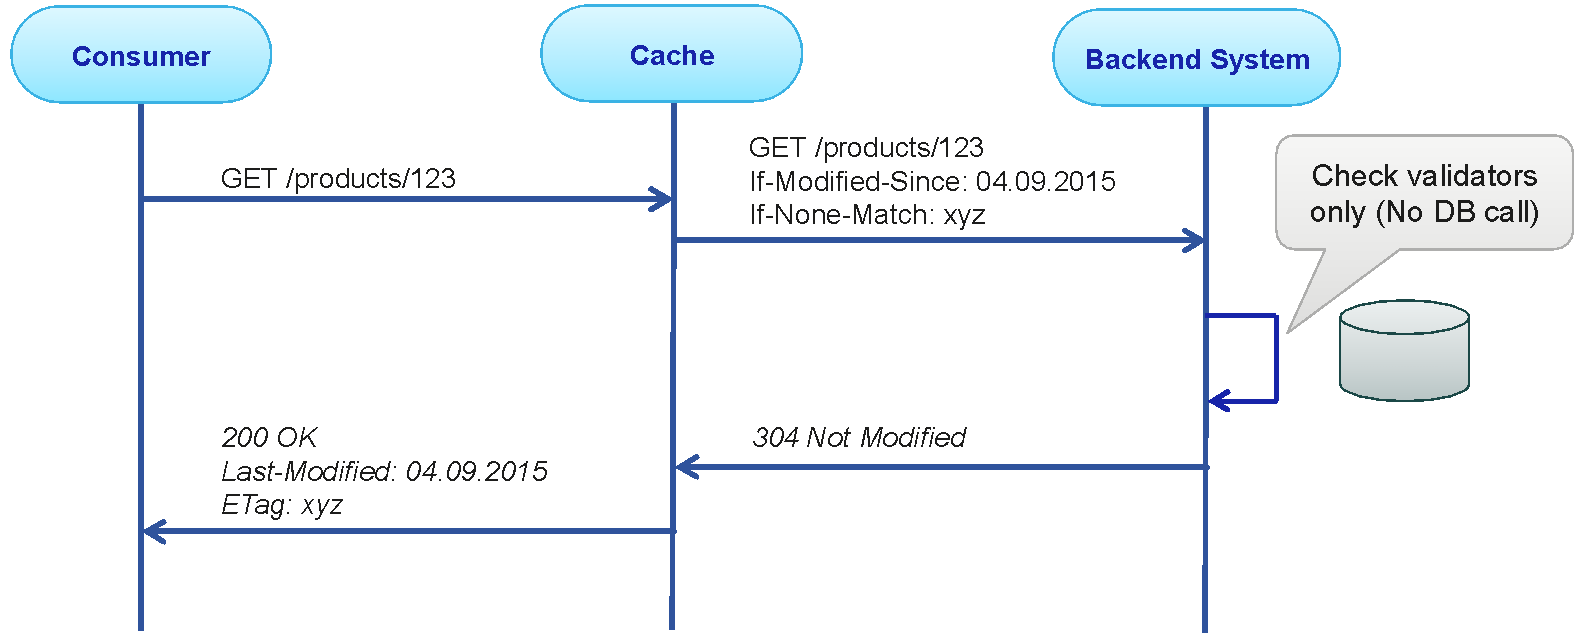 Consumer
Cache
Backend System
GET /products/123
GET /products/123
If-Modified-Since: 04.09.2015
If-None-Match: xyz
Check validators
only (No DB call)
304 Not Modified
200 OK
Last-Modified: 04.09.2015
ETag: xyz